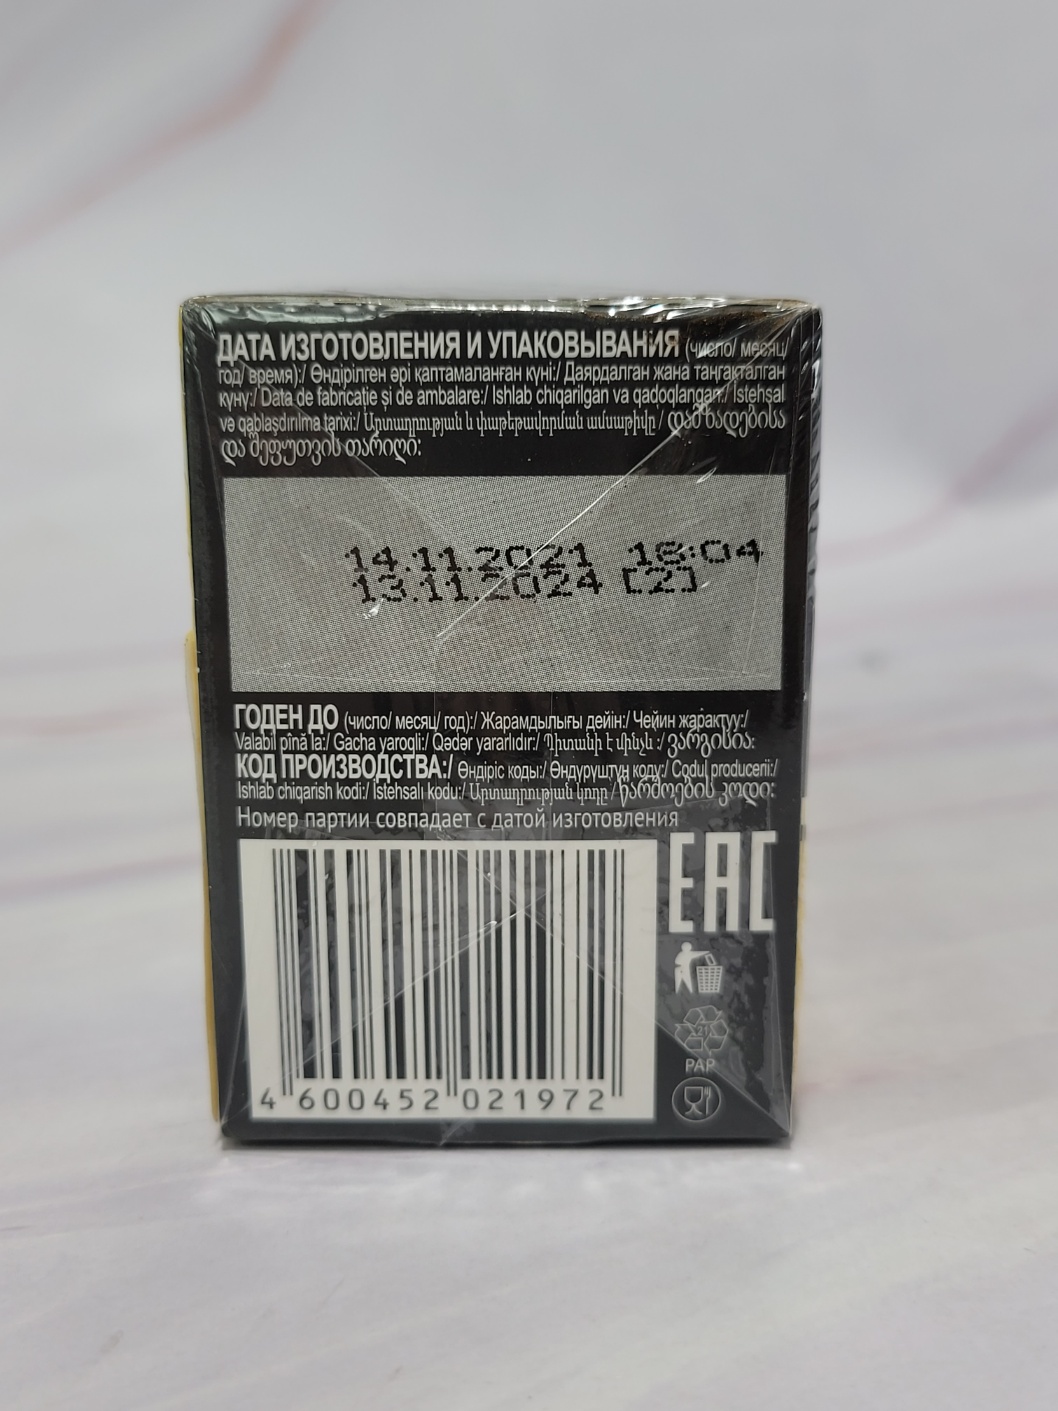 ДАТА ИЗГОТОВЛЕНИЯ И УПАКОВЫВАНИЯ (число/ месяц/
год/ время):/ Өндірілген әрі қаптамаланған күні:/ Даярдалган жана таңгакталган
күнү:/ Data de fabricație și de ambalare:/ Ishlab chiqarilgan va qadoqlangan:/ İstehsal
və qablaşdırılma tarixi:/ Արտադրության և փաթեթավորման ամսաթիվը/ დამზადებისა
და შეფუთვის თარიღი:
14.11.2021 18:04
13.11.2024 [2]
ГОДЕН ДО (число/ месяц/ год):/ Жарамдылығы дейін:/ Чейин жарактуу:/
Valabil pînă la:/ Gacha yaroqli:/ Qədər yararlıdır:/ Պիտանի է մինչև :/ ვარგისია:
КОД ПРОИЗВОДСТВА:/ Өндіріс коды:/ Өндүрүштүн коду:/ Codul producerii:/
Ishlab chiqarish kodi:/ İstehsalı kodu:/ Արտադրության կոդը /წარმოების კოდი:
Номер партии совпадает с датой изготовления
EAC
21
PAP
4 600452 021972